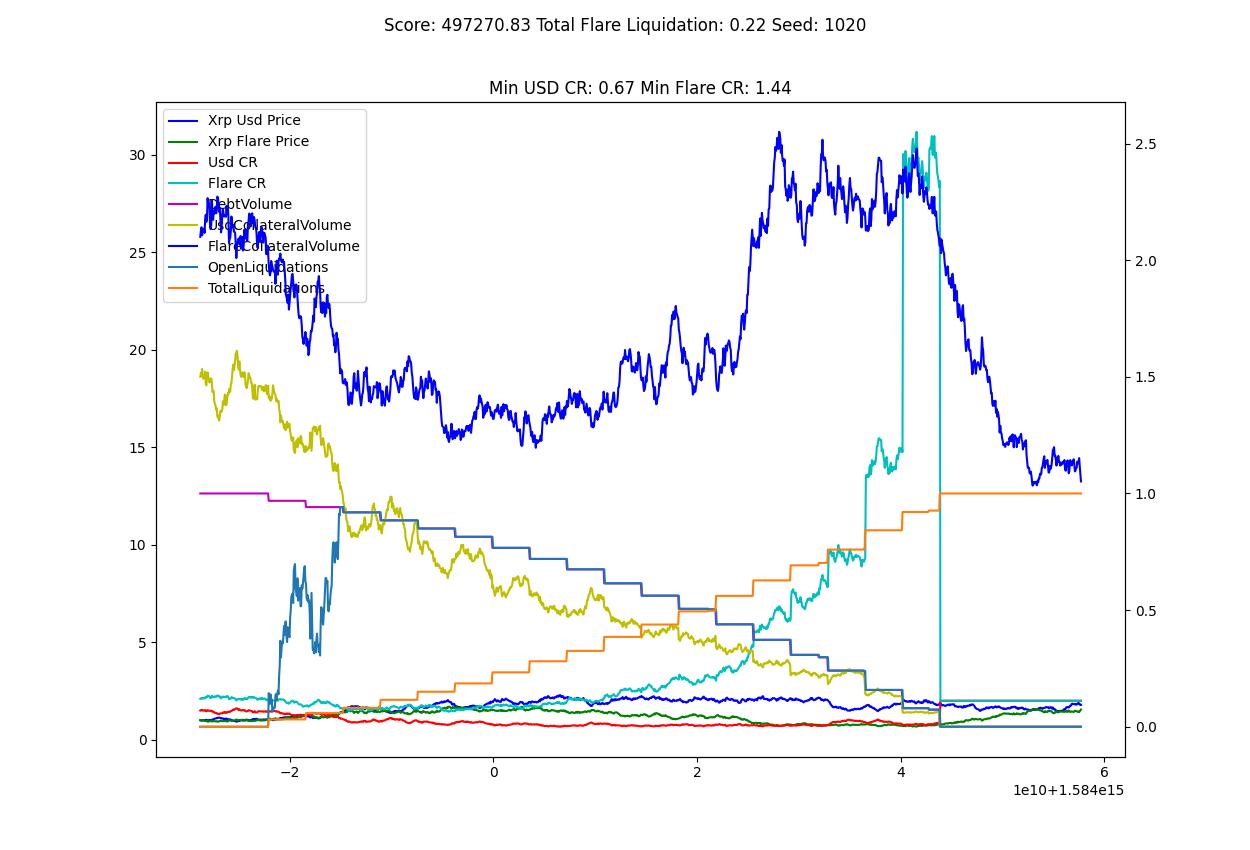 Score: 497270.83 Total Flare Liquidation: 0.22 Seed: 1020
Min USD CR: 0.67 Min Flare CR: 1.44
Xrp Usd Price
Xrp Flare Price
Usd CR
Flare CR
DebtVolume
UsdCollateralVolume
FlareCollateralVolume
OpenLiquidations
TotalLiquidations
30
25
20
15
10
5
0
2.5
2.0
1.5
1.0
0.5
0.0
−2
0
2
4
6
1e10+1.584e15